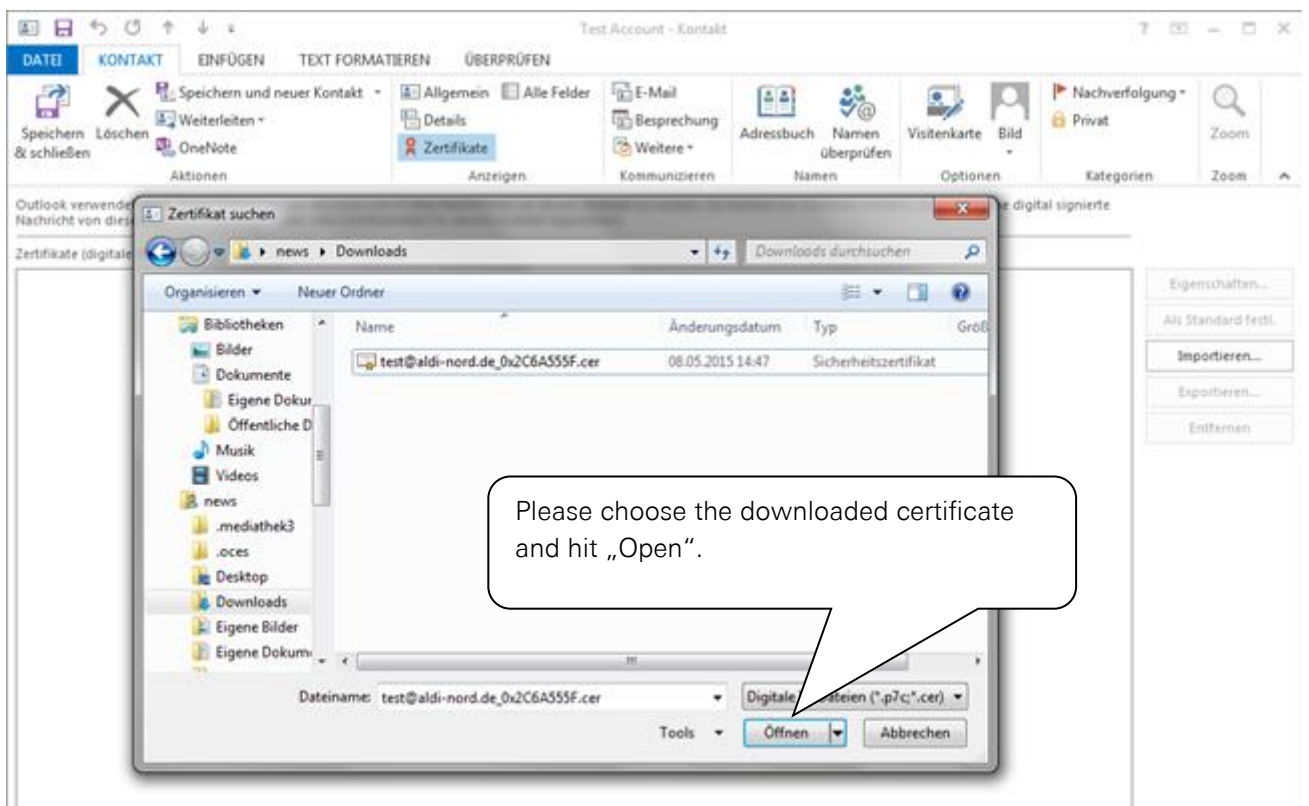 Test Account - Kontakt
DATEI KONTAKT EINFÜGEN TEXT FORMATIEREN ÜBERPRÜFEN
Speichern & schließen
Löschen
Speichern und neuer Kontakt
Weiterleiten
OneNote
Aktionen
Allgemein
Alle Felder
Details
Zertifikate
Anzeigen
E-Mail
Besprechung
Weitere
Kommunizieren
Adressbuch
Namen überprüfen
Namen
Visitenkarte
Bild
Optionen
Nachverfolgung
Privat
Kategorien
Zoom
Zoom
Outlook verwende
e digital signierte
Nachricht von dies
Zertifikate (digitale
Zertifikat suchen
news Downloads
Downloads durchsuchen
Organisieren Neuer Ordner
Name Änderungsdatum Typ Größ
test@aldi-nord.de_0x2C6A555F.cer 08.05.2015 14:47 Sicherheitszertifikat
Bibliotheken
Bilder
Dokumente
Eigene Dokur
Öffentliche D
Musik
Videos
news
.mediathek3
.oces
Desktop
Downloads
Eigene Bilder
Eigene Dokum
Please choose the downloaded certificate
and hit „Open“.
Dateiname: test@aldi-nord.de_0x2C6A555F.cer
Digitale ateien (*.p7c;*.cer)
Tools Öffnen Abbrechen
Eigenschaften...
Als Standard festl.
Importieren...
Exportieren...
Entfernen